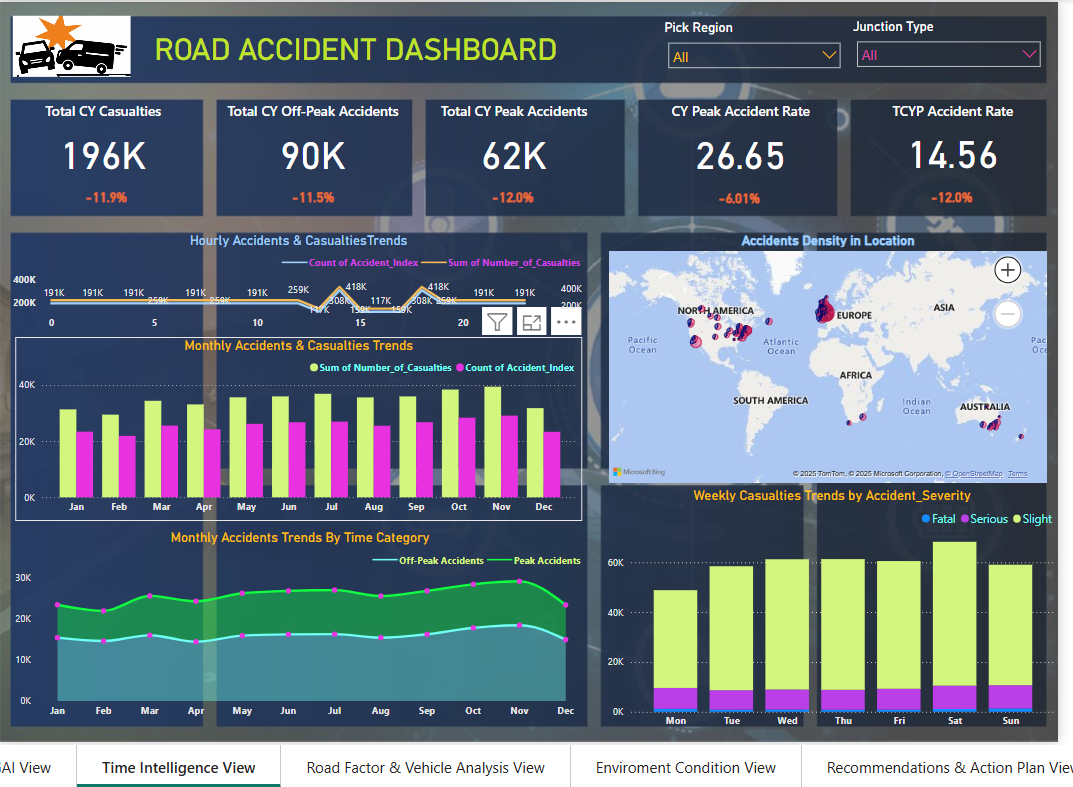 ROAD ACCIDENT DASHBOARD
Pick Region
All
Junction Type
All
Total CY Casualties
196K
-11.9%
Total CY Off-Peak Accidents
90K
-11.5%
Total CY Peak Accidents
62K
-12.0%
CY Peak Accident Rate
26.65
-6.01%
TCYP Accident Rate
14.56
-12.0%
Hourly Accidents & CasualtiesTrends
Count of Accident_Index Sum of Number_of_Casualties
400K
200K
191K 191K 191K 259K 191K 259K 191K 259K 117K 308K 418K 159K 117K 159K 308K 418K 259K 191K 191K
400K
200K
0 5 10 15 20
Monthly Accidents & Casualties Trends
Sum of Number_of_Casualties Count of Accident_Index
40K
20K
0K
Jan Feb Mar Apr May Jun Jul Aug Sep Oct Nov Dec
Monthly Accidents Trends By Time Category
Off-Peak Accidents Peak Accidents
30K
20K
10K
0K
Jan Feb Mar Apr May Jun Jul Aug Sep Oct Nov Dec
Accidents Density in Location
NORTH AMERICA
EUROPE
ASIA
Pacific
Ocean
Atlantic
Ocean
Pac
Oce
AFRICA
SOUTH AMERICA
Indian
Ocean
AUSTRALIA
Microsoft Bing
© 2025 TomTom, © 2025 Microsoft Corporation, © OpenStreetMap Terms
Weekly Casualties Trends by Accident_Severity
Fatal Serious Slight
60K
40K
20K
0K
Mon Tue Wed Thu Fri Sat Sun
GAI View
Time Intelligence View
Road Factor & Vehicle Analysis View
Enviroment Condition View
Recommendations & Action Plan View